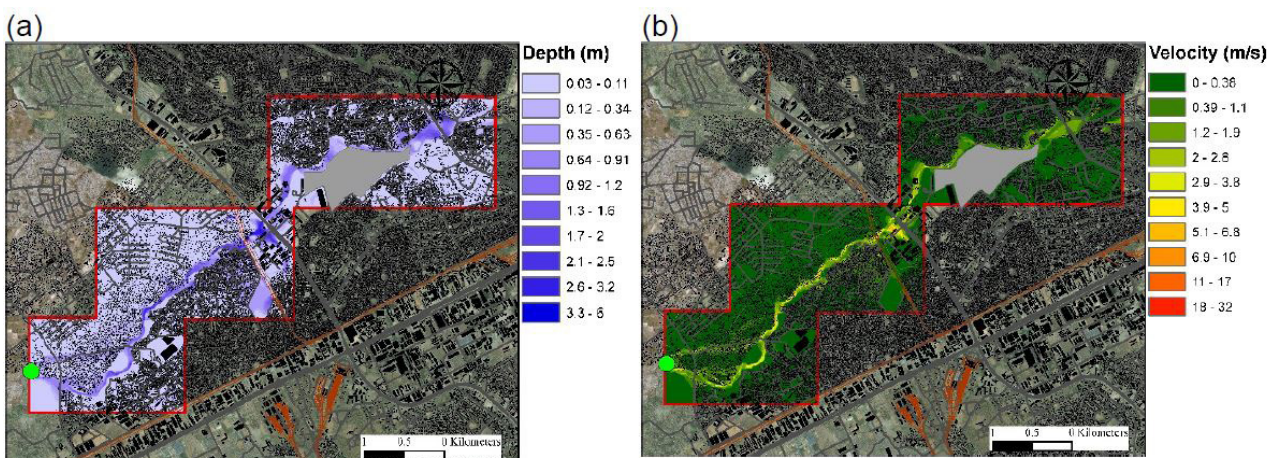 (a)
Depth (m)
0.03 - 0.11
0.12 - 0.34
0.35 - 0.63
0.64 - 0.91
0.92 - 1.2
1.3 - 1.6
1.7 - 2
2.1 - 2.5
2.6 - 3.2
3.3 - 6
1 0.5 0 Kilometers
(b)
Velocity (m/s)
0 - 0.38
0.39 - 1.1
1.2 - 1.9
2 - 2.8
2.9 - 3.8
3.9 - 5
5.1 - 6.8
6.9 - 10
11 - 17
18 - 32
1 0.5 0 Kilometers